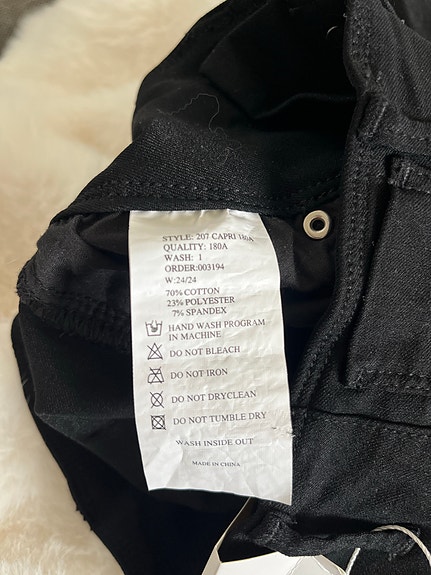 STYLE: 207 CAPRI 180A
QUALITY: 180A
WASH: 1
ORDER:003194
W:24/24
70% COTTON
23% POLYESTER
7% SPANDEX
HAND WASH PROGRAM
IN MACHINE
DO NOT BLEACH
DO NOT IRON
DO NOT DRYCLEAN
DO NOT TUMBLE DRY
WASH INSIDE OUT
MADE IN CHINA